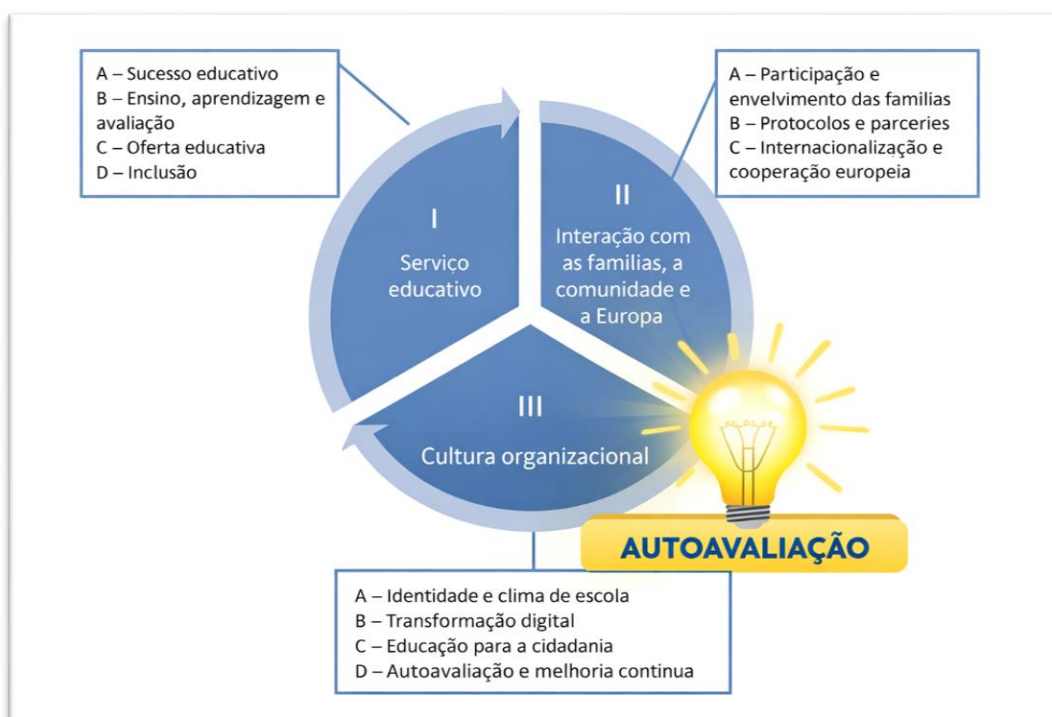 A – Sucesso educativo
B – Ensino, aprendizagem e
avaliação
C – Oferta educativa
D – Inclusão
A – Participação e
envelvimento das familias
B – Protocolos e parceries
C – Internacionalização e
cooperação europeia
I
Serviço
educativo
II
Interação com
as familias, a
comunidade e
a Europa
III
Cultura organizacional
AUTOAVALIAÇÃO
A – Identidade e clima de escola
B – Transformação digital
C – Educação para a cidadania
D – Autoavaliação e melhoria continua